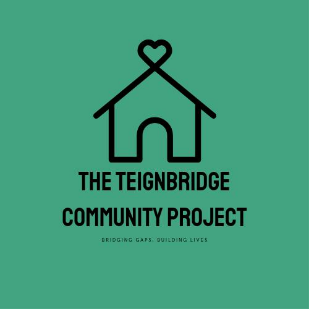 THE TEIGNBRIDGE
COMMUNITY PROJECT
BRIDGING GAPS, BUILDING LIVES